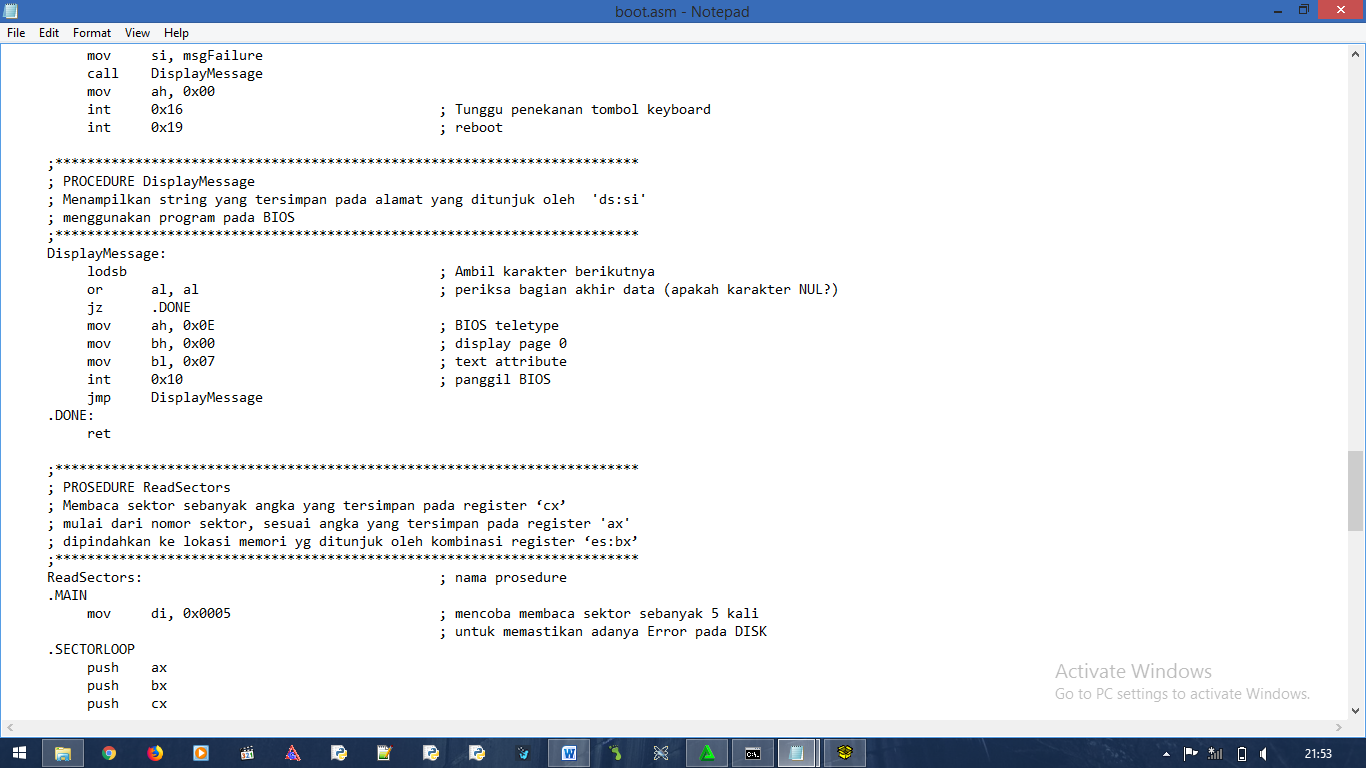 boot.asm - Notepad
File Edit Format View Help
mov si, msgFailure
call DisplayMessage
mov ah, 0x00
int 0x16 ; Tunggu penekanan tombol keyboard
int 0x19 ; reboot
;*************************************************************************
; PROCEDURE DisplayMessage
; Menampilkan string yang tersimpan pada alamat yang ditunjuk oleh  'ds:si'
; menggunakan program pada BIOS
;*************************************************************************
DisplayMessage:
lodsb ; Ambil karakter berikutnya
or al, al ; periksa bagian akhir data (apakah karakter NUL?)
jz .DONE
mov ah, 0x0E ; BIOS teletype
mov bh, 0x00 ; display page 0
mov bl, 0x07 ; text attribute
int 0x10 ; panggil BIOS
jmp DisplayMessage
.DONE:
ret
;*************************************************************************
; PROSEDURE ReadSectors
; Membaca sektor sebanyak angka yang tersimpan pada register ‘cx’
; mulai dari nomor sektor, sesuai angka yang tersimpan pada register 'ax'
; dipindahkan ke lokasi memori yg ditunjuk oleh kombinasi register ‘es:bx’
;*************************************************************************
ReadSectors: ; nama prosedure
.MAIN
mov di, 0x0005 ; mencoba membaca sektor sebanyak 5 kali
; untuk memastikan adanya Error pada DISK
.SECTORLOOP
push ax
push bx
push cx
Activate Windows
Go to PC settings to activate Windows.
21:53